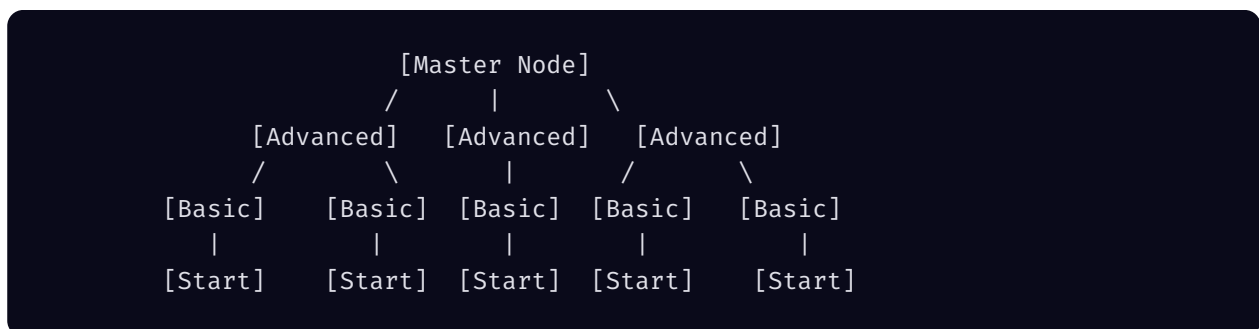 [Master Node]
/ | \
[Advanced] [Advanced] [Advanced]
/ \ | / \
[Basic] [Basic] [Basic] [Basic] [Basic]
| | | | |
[Start] [Start] [Start] [Start] [Start]